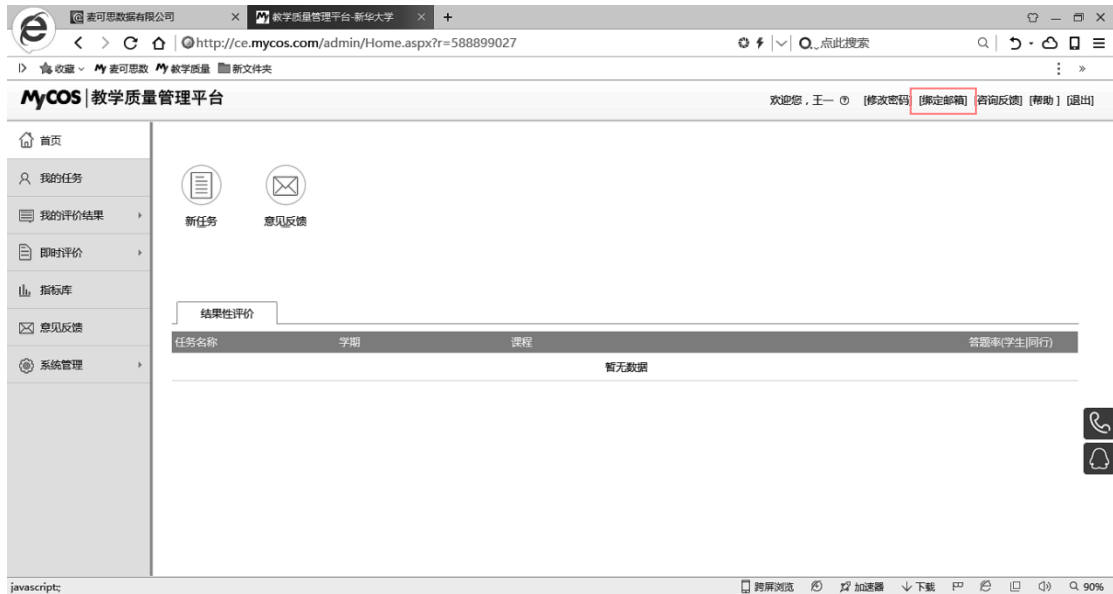 麦可思数据有限公司
教学质量管理平台-新华大学
http://ce.mycos.com/admin/Home.aspx?r=588899027
点此搜索
收藏
麦可思数
教学质量
新文件夹
MyCOS 教学质量管理平台
欢迎您，王一 [修改密码] [绑定邮箱] [咨询反馈] [帮助] [退出]
首页
我的任务
我的评价结果
即时评价
指标库
意见反馈
系统管理
新任务
意见反馈
结果性评价
任务名称 学期 课程 答题率(学生|同行)
暂无数据
javascript:;
跨屏浏览 加速器 下载 90%